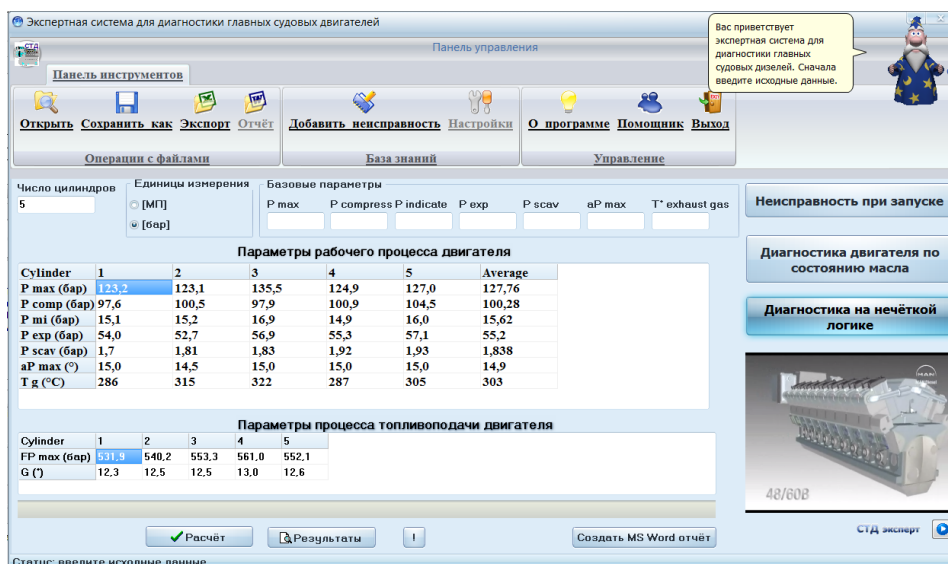 Экспертная система для диагностики главных судовых двигателей
Вас приветствует
экспертная система для
диагностики главных
судовых дизелей. Сначала
введите исходные данные.
СТД
Панель управления
Панель инструментов
Открыть Сохранить как Экспорт Отчёт Добавить неисправность Настройки О программе Помощник Выход
Операции с файлами База знаний Управление
Число цилиндров Единицы измерения Базовые параметры
5 [МП] P max P compress P indicate P exp P scav aP max T* exhaust gas
[бар]
Неисправность при запуске
Диагностика двигателя по
состоянию масла
Диагностика на нечёткой
логике
Параметры рабочего процесса двигателя
Cylinder 1 2 3 4 5 Average
P max (бар) 123,2 123,1 135,5 124,9 127,0 127,76
P comp (бар) 97,6 100,5 97,9 100,9 104,5 100,28
P mi (бар) 15,1 15,2 16,9 14,9 16,0 15,62
P exp (бар) 54,0 52,7 56,9 55,3 57,1 55,2
P scav (бар) 1,7 1,81 1,83 1,92 1,93 1,838
aP max (°) 15,0 14,5 15,0 15,0 15,0 14,9
T g (°C) 286 315 322 287 305 303
Параметры процесса топливоподачи двигателя
Cylinder 1 2 3 4 5
FP max (бар) 531,9 540,2 553,3 561,0 552,1
G (°) 12,3 12,5 12,5 13,0 12,6
MAN
48/60B
СТД эксперт
Расчёт Результаты ! Создать MS Word отчёт
Статус: введите исходные данные